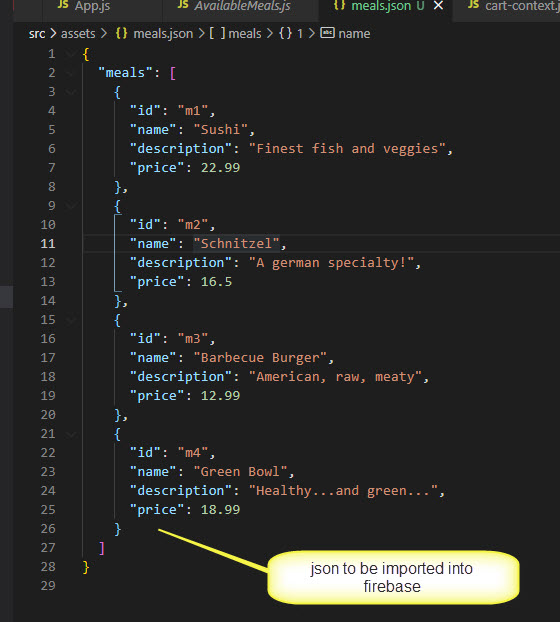 JS App.js JS AvailableMeals.js {} meals.json U × JS cart-context.j
src > assets > {} meals.json > [ ] meals > {} 1 > abc name
1 {
2 "meals": [
3 {
4 "id": "m1",
5 "name": "Sushi",
6 "description": "Finest fish and veggies",
7 "price": 22.99
8 },
9 {
10 "id": "m2",
11 "name": "Schnitzel",
12 "description": "A german specialty!",
13 "price": 16.5
14 },
15 {
16 "id": "m3",
17 "name": "Barbecue Burger",
18 "description": "American, raw, meaty",
19 "price": 12.99
20 },
21 {
22 "id": "m4",
23 "name": "Green Bowl",
24 "description": "Healthy...and green...",
25 "price": 18.99
26 }
27 ]
28 }
29
json to be imported into
firebase